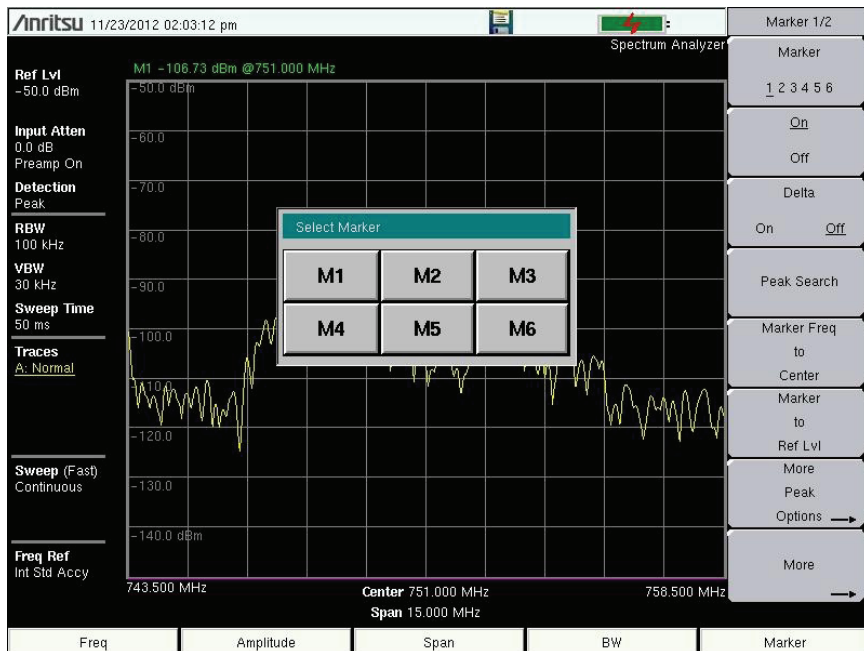 Anritsu 11/23/2012 02:03:12 pm
Spectrum Analyzer
M1 -106.73 dBm @751.000 MHz
Ref Lvl
-50.0 dBm
Input Atten
0.0 dB
Preamp On
Detection
Peak
RBW
100 kHz
VBW
30 kHz
Sweep Time
50 ms
Traces
A: Normal
Sweep (Fast)
Continuous
Freq Ref
Int Std Accy
-50.0 dBm
-60.0
-70.0
-80.0
-90.0
-100.0
-110.0
-120.0
-130.0
-140.0 dBm
Select Marker
M1 M2 M3
M4 M5 M6
743.500 MHz
Center 751.000 MHz
758.500 MHz
Span 15.000 MHz
Marker 1/2
Marker
1 2 3 4 5 6
On
Off
Delta
On Off
Peak Search
Marker Freq
to
Center
Marker
to
Ref Lvl
More
Peak
Options
More
Freq
Amplitude
Span
BW
Marker